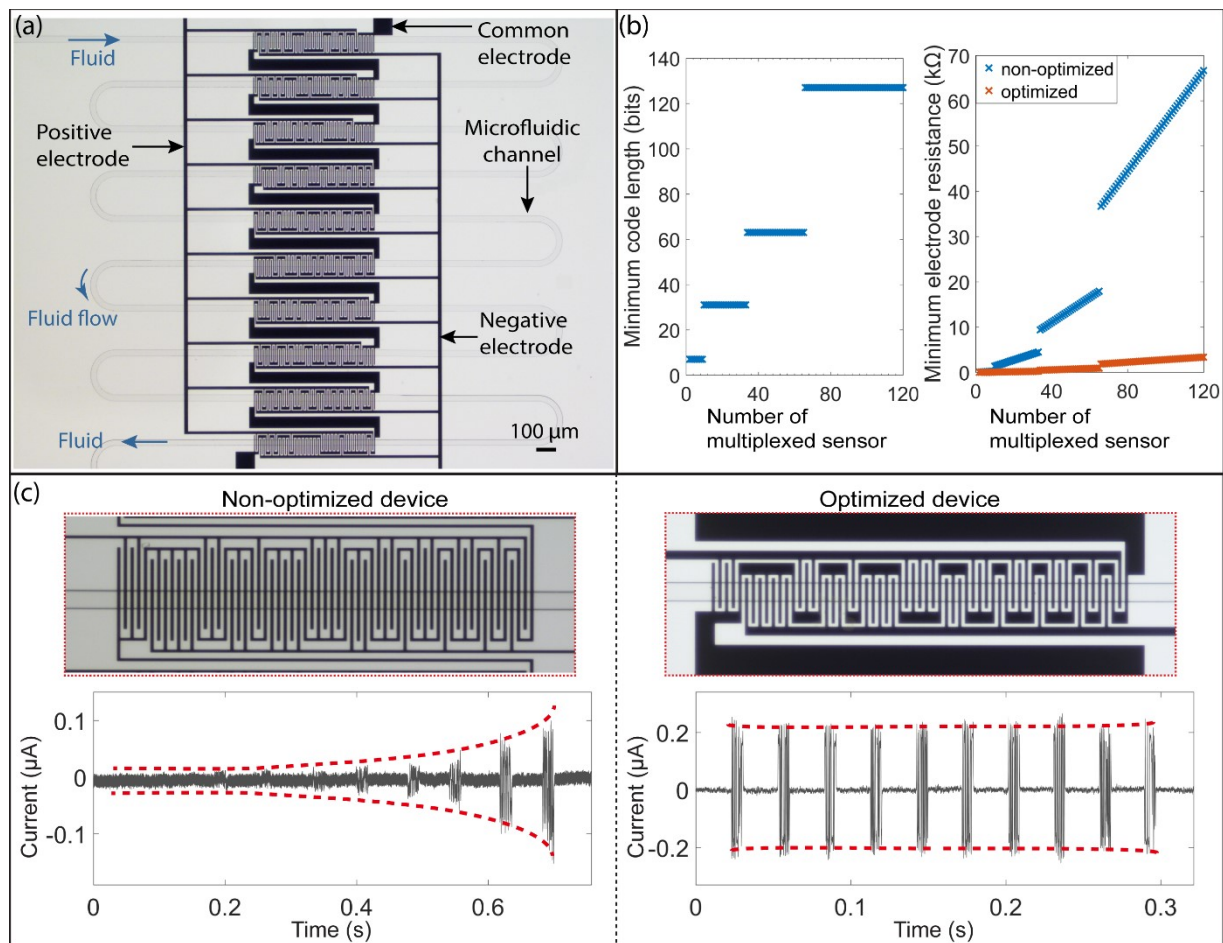 (a)
Fluid
Common
electrode
Positive
electrode
Microfluidic
channel
Fluid flow
Negative
electrode
Fluid
100 µm
(b)
Minimum code length (bits)
140
120
100
80
60
40
20
0
0 40 80 120
Number of
multiplexed sensor
Minimum electrode resistance (kΩ)
70
60
50
40
30
20
10
0
non-optimized
optimized
0 40 80 120
Number of
multiplexed sensor
(c)
Non-optimized device
Current (µA)
0.1
0
-0.1
0 0.2 0.4 0.6
Time (s)
Optimized device
Current (µA)
0.2
0
-0.2
0 0.1 0.2 0.3
Time (s)